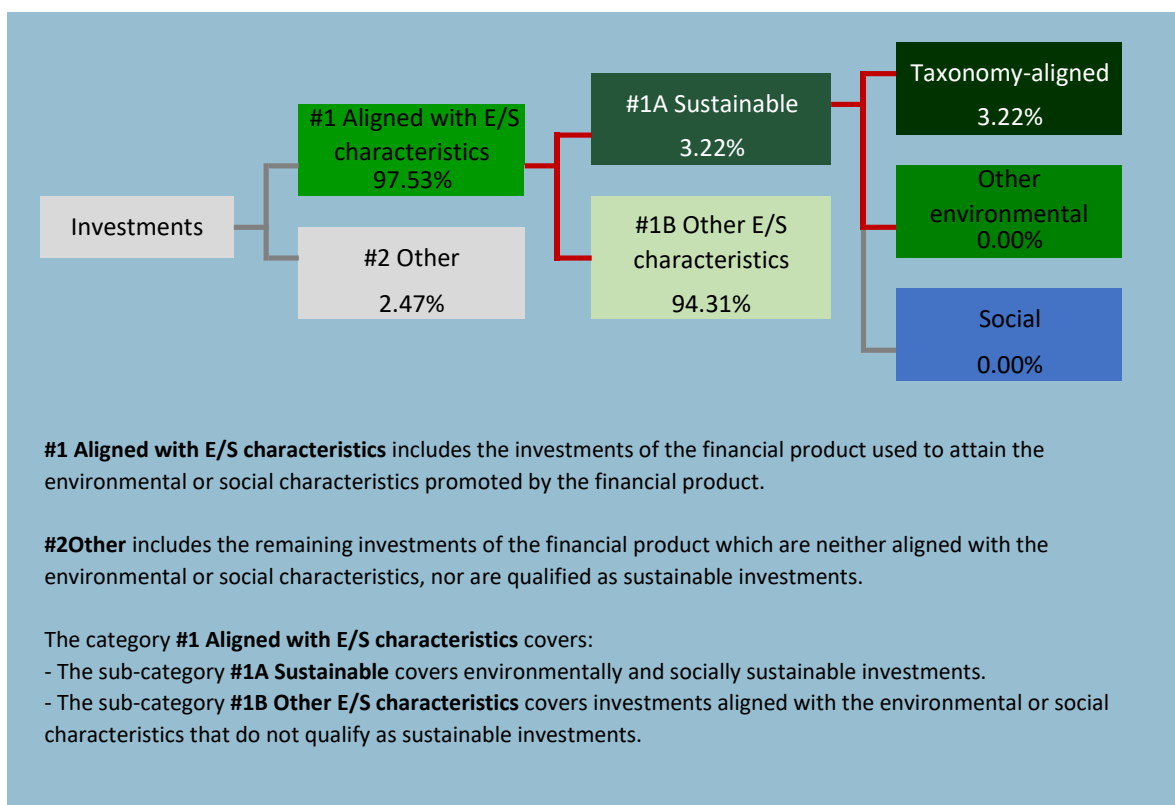 Investments
#1 Aligned with E/S
characteristics
97.53%
#2 Other
2.47%
#1A Sustainable
3.22%
#1B Other E/S
characteristics
94.31%
Taxonomy-aligned
3.22%
Other
environmental
0.00%
Social
0.00%
#1 Aligned with E/S characteristics includes the investments of the financial product used to attain the
environmental or social characteristics promoted by the financial product.
#2Other includes the remaining investments of the financial product which are neither aligned with the
environmental or social characteristics, nor are qualified as sustainable investments.
The category #1 Aligned with E/S characteristics covers:
- The sub-category #1A Sustainable covers environmentally and socially sustainable investments.
- The sub-category #1B Other E/S characteristics covers investments aligned with the environmental or social
characteristics that do not qualify as sustainable investments.